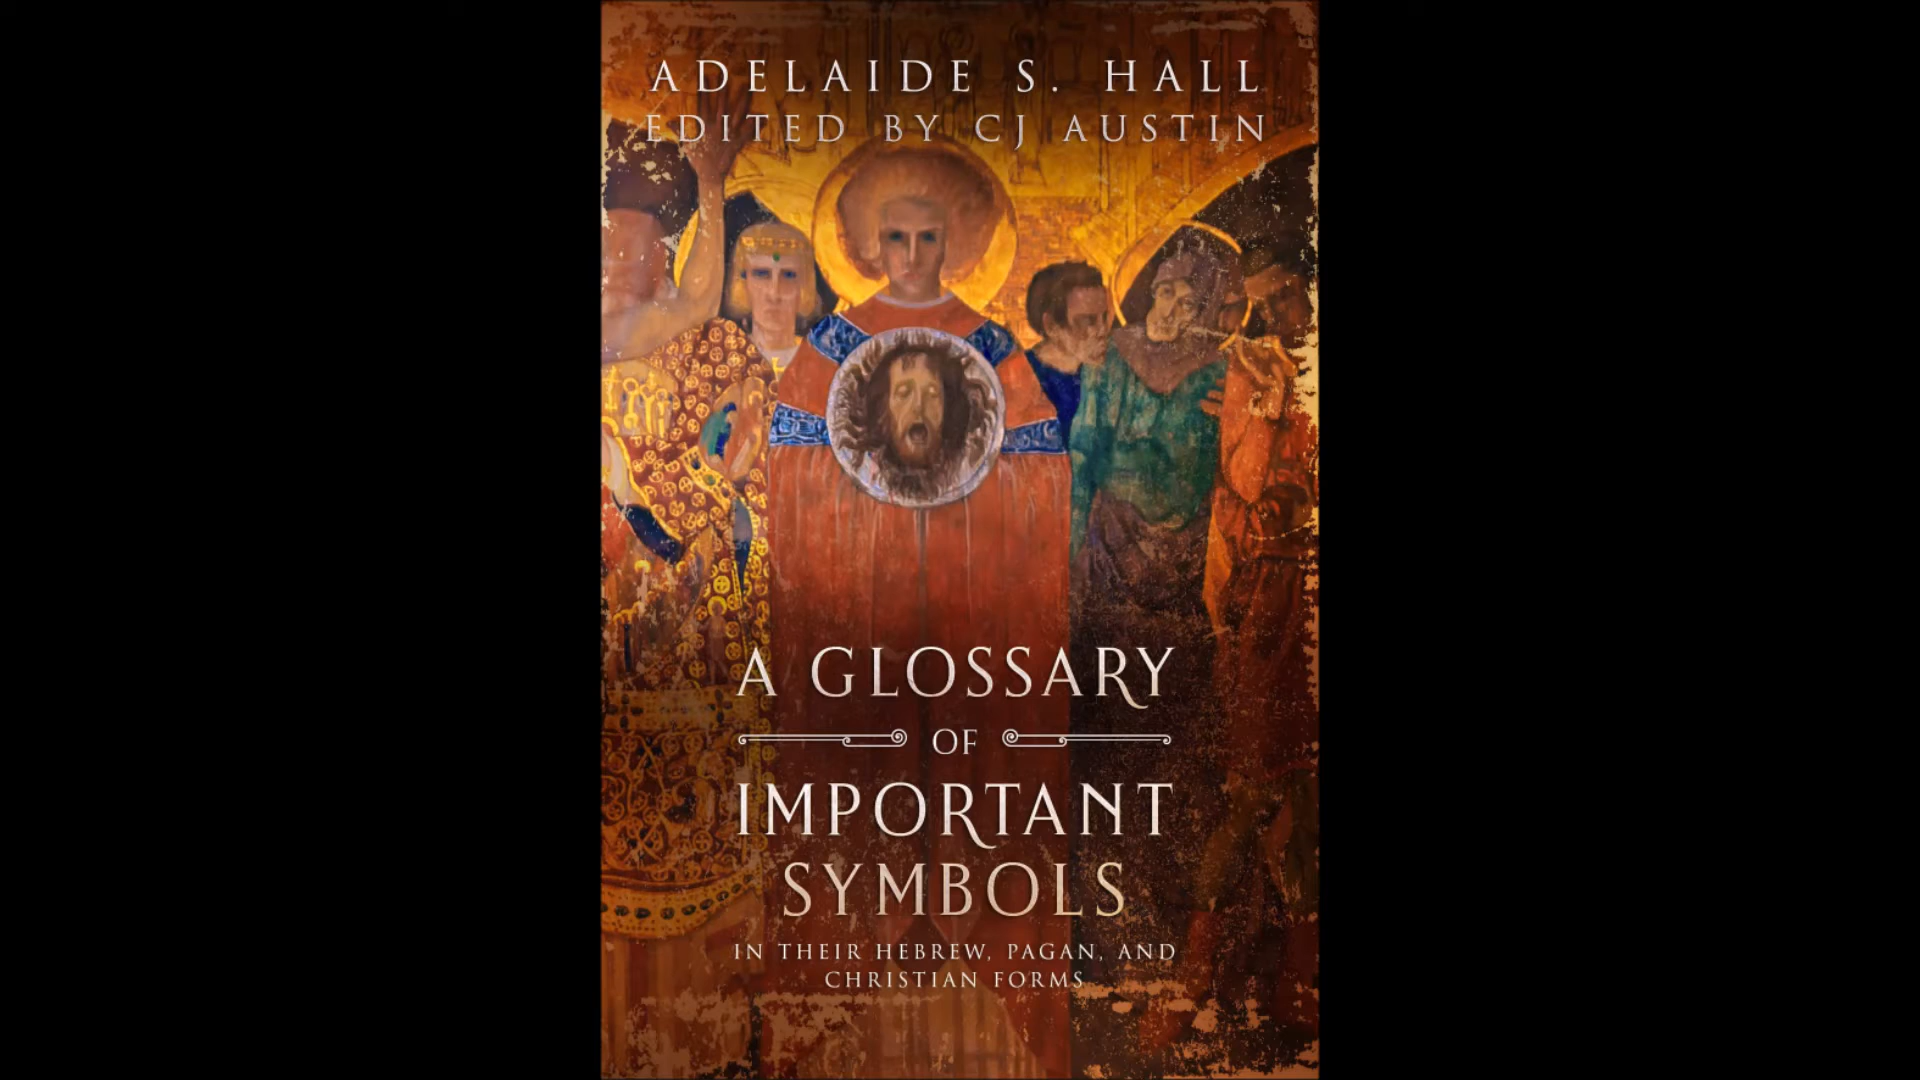 ADELAIDE S. HALL
EDITED BY CJ AUSTIN
A GLOSSARY
OF
IMPORTANT
SYMBOLS
IN THEIR HEBREW, PAGAN, AND
CHRISTIAN FORMS